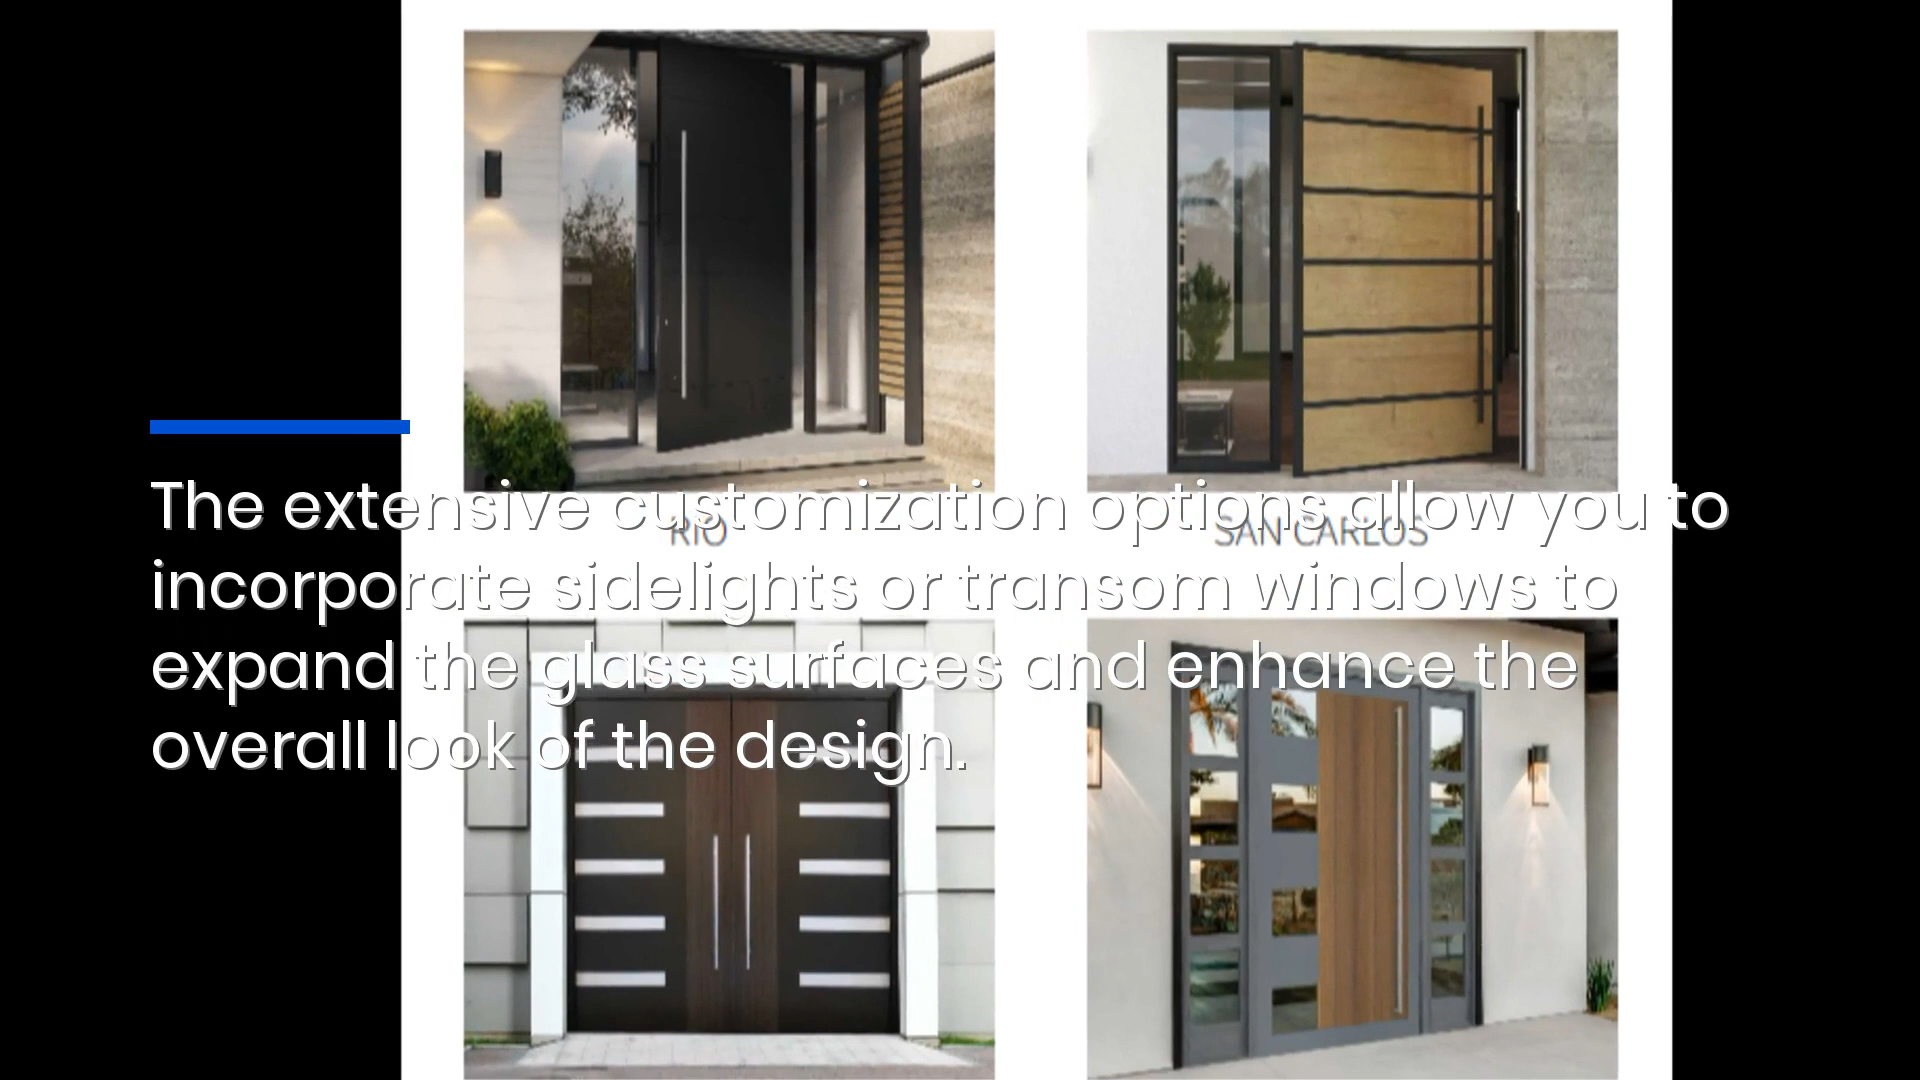 The extensive customization options allow you to
RIO
SAN CARLOS
incorporate sidelights or transom windows to
expand the glass surfaces and enhance the
overall look of the design.